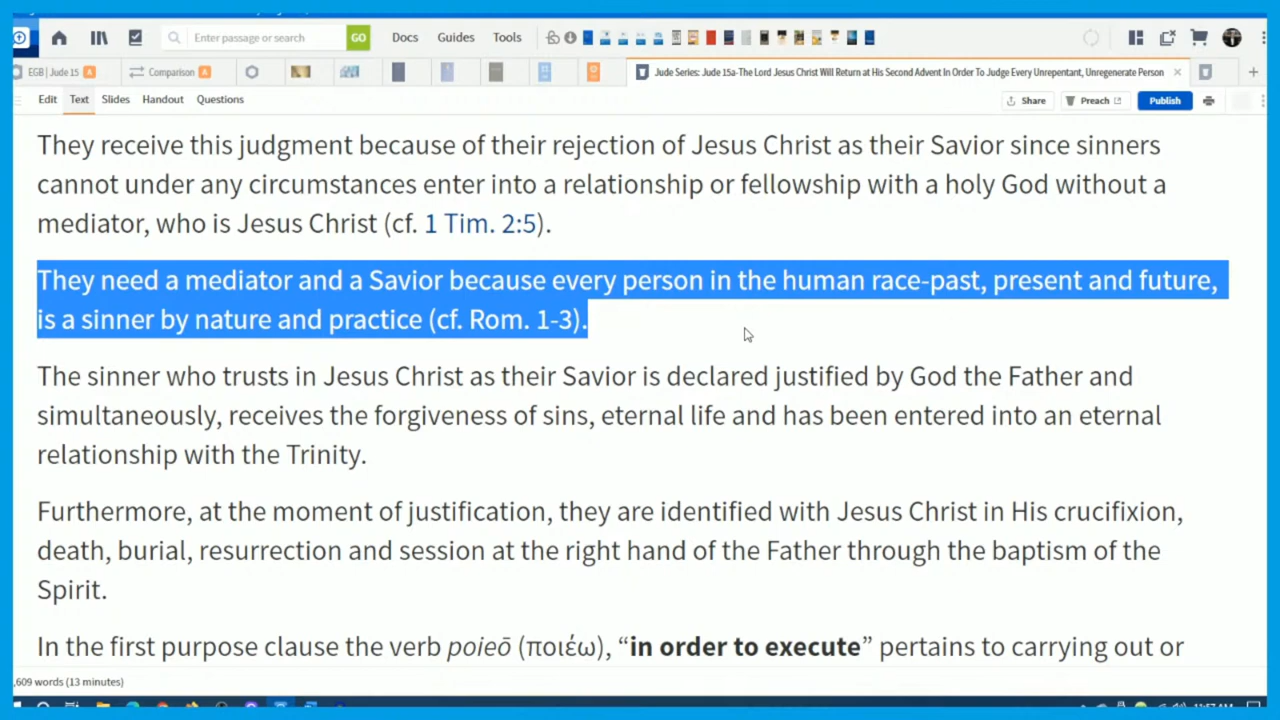 Enter passage or search GO Docs Guides Tools
EGB | Jude 15 A Comparison A Jude Series: Jude 15a-The Lord Jesus Christ Will Return at His Second Advent In Order To Judge Every Unrepentant, Unregenerate Person
Edit Text Slides Handout Questions Share Preach Publish
They receive this judgment because of their rejection of Jesus Christ as their Savior since sinners
cannot under any circumstances enter into a relationship or fellowship with a holy God without a
mediator, who is Jesus Christ (cf. 1 Tim. 2:5).
They need a mediator and a Savior because every person in the human race-past, present and future,
is a sinner by nature and practice (cf. Rom. 1-3).
The sinner who trusts in Jesus Christ as their Savior is declared justified by God the Father and
simultaneously, receives the forgiveness of sins, eternal life and has been entered into an eternal
relationship with the Trinity.
Furthermore, at the moment of justification, they are identified with Jesus Christ in His crucifixion,
death, burial, resurrection and session at the right hand of the Father through the baptism of the
Spirit.
In the first purpose clause the verb poieō (ποιέω), “in order to execute” pertains to carrying out or
,609 words (13 minutes)